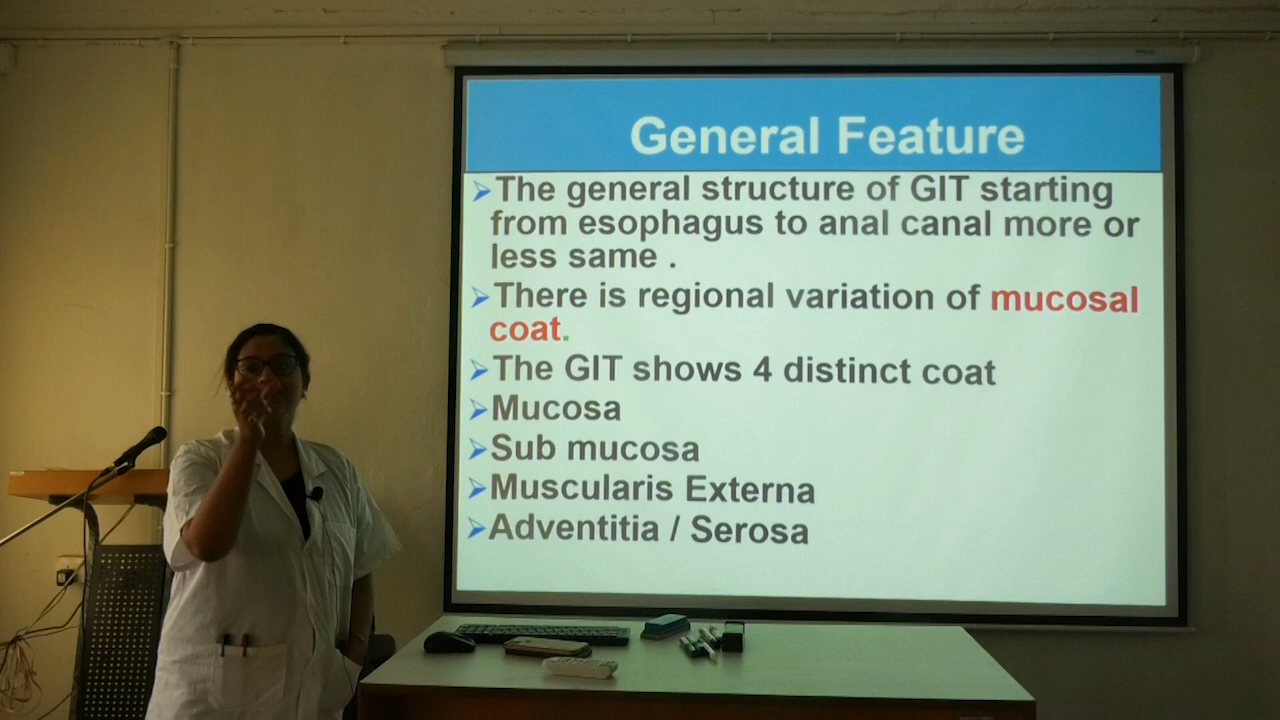 General Feature
➢The general structure of GIT starting
from esophagus to anal canal more or
less same .
➢There is regional variation of mucosal
coat.
➢The GIT shows 4 distinct coat
➢Mucosa
➢Sub mucosa
➢Muscularis Externa
➢Adventitia / Serosa